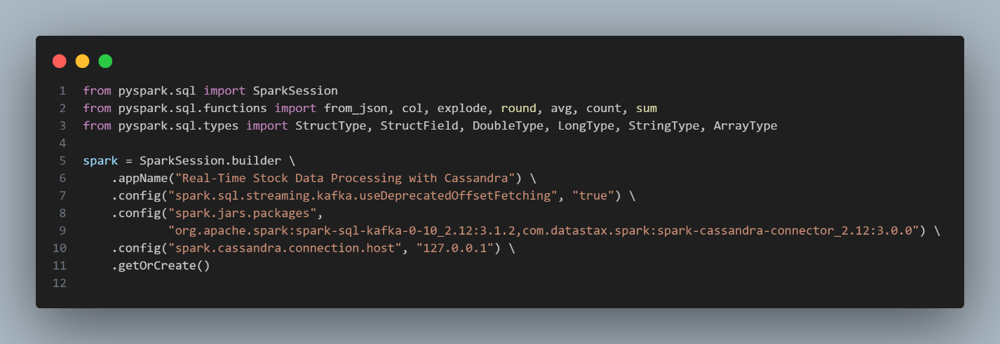 1 from pyspark.sql import SparkSession
2 from pyspark.sql.functions import from_json, col, explode, round, avg, count, sum
3 from pyspark.sql.types import StructType, StructField, DoubleType, LongType, StringType, ArrayType
4
5 spark = SparkSession.builder \
6     .appName("Real-Time Stock Data Processing with Cassandra") \
7     .config("spark.sql.streaming.kafka.useDeprecatedOffsetFetching", "true") \
8     .config("spark.jars.packages",
9             "org.apache.spark:spark-sql-kafka-0-10_2.12:3.1.2,com.datastax.spark:spark-cassandra-connector_2.12:3.0.0") \
10     .config("spark.cassandra.connection.host", "127.0.0.1") \
11     .getOrCreate()
12